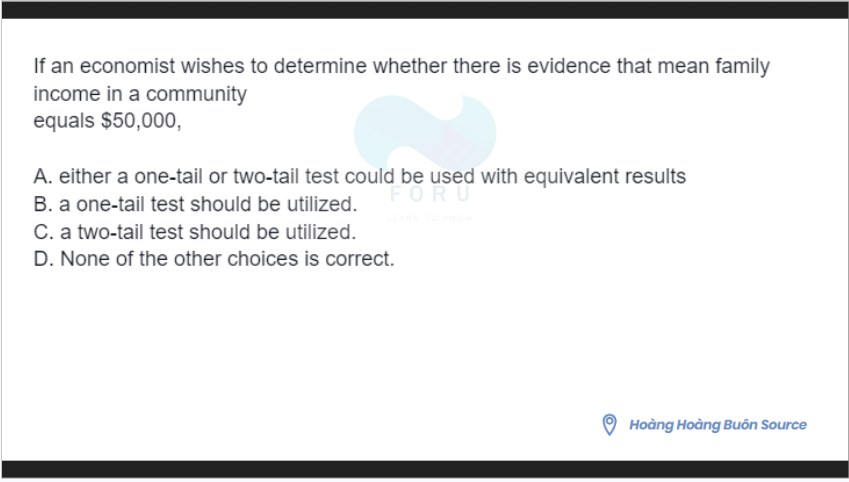 If an economist wishes to determine whether there is evidence that mean family
income in a community
equals $50,000,
A. either a one-tail or two-tail test could be used with equivalent results
FORU
B. a one-tail test should be utilized.
C. a two-tail test should be utilized.
D. None of the other choices is correct.
Hoàng Hoàng Buôn Source